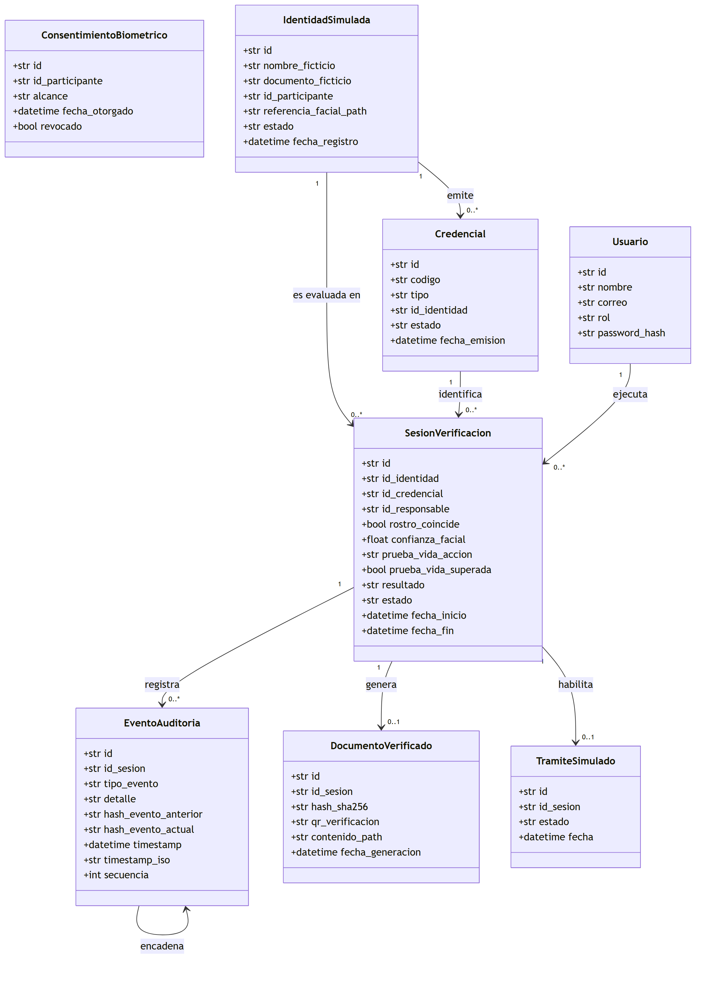 ConsentimientoBiometrico
+str id
+str id_participante
+str alcance
+datetime fecha_otorgado
+bool revocado
IdentidadSimulada
+str id
+str nombre_ficticio
+str documento_ficticio
+str id_participante
+str referencia_facial_path
+str estado
+datetime fecha_registro
1
1
emite
0..*
Credencial
+str id
+str codigo
+str tipo
+str id_identidad
+str estado
+datetime fecha_emision
Usuario
+str id
+str nombre
+str correo
+str rol
+str password_hash
es evaluada en
0..*
1
identifica
0..*
1
ejecuta
0..*
SesionVerificacion
+str id
+str id_identidad
+str id_credencial
+str id_responsable
+bool rostro_coincide
+float confianza_facial
+str prueba_vida_accion
+bool prueba_vida_superada
+str resultado
+str estado
+datetime fecha_inicio
+datetime fecha_fin
1
registra
0..*
1
genera
0..1
habilita
0..1
EventoAuditoria
+str id
+str id_sesion
+str tipo_evento
+str detalle
+str hash_evento_anterior
+str hash_evento_actual
+datetime timestamp
+str timestamp_iso
+int secuencia
encadena
DocumentoVerificado
+str id
+str id_sesion
+str hash_sha256
+str qr_verificacion
+str contenido_path
+datetime fecha_generacion
TramiteSimulado
+str id
+str id_sesion
+str estado
+datetime fecha